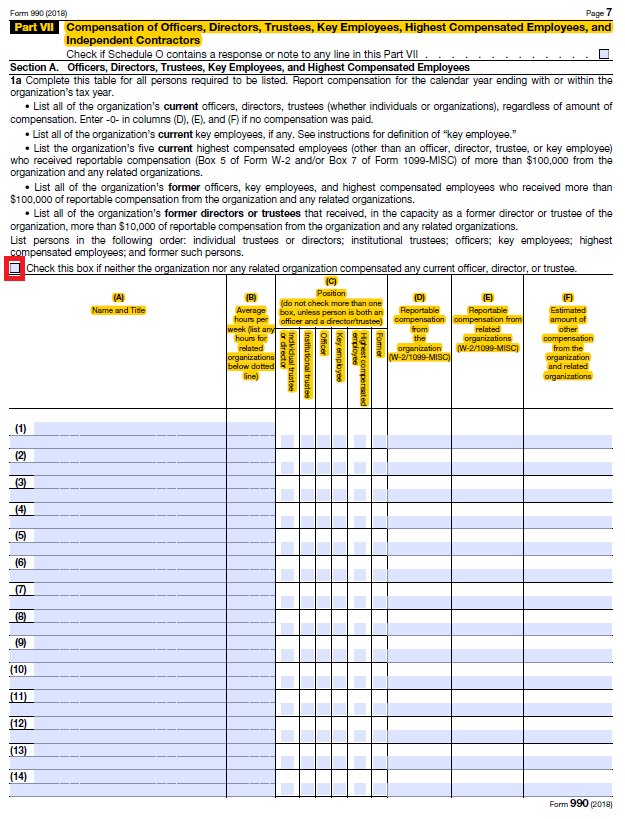 Form 990 (2018) Page 7
Part VII Compensation of Officers, Directors, Trustees, Key Employees, Highest Compensated Employees, and
Independent Contractors
Check if Schedule O contains a response or note to any line in this Part VII . . . . . . . . . . . . .
Section A. Officers, Directors, Trustees, Key Employees, and Highest Compensated Employees
1a Complete this table for all persons required to be listed. Report compensation for the calendar year ending with or within the
organization's tax year.
• List all of the organization's current officers, directors, trustees (whether individuals or organizations), regardless of amount of
compensation. Enter -0- in columns (D), (E), and (F) if no compensation was paid.
• List all of the organization's current key employees, if any. See instructions for definition of "key employee."
• List the organization's five current highest compensated employees (other than an officer, director, trustee, or key employee)
who received reportable compensation (Box 5 of Form W-2 and/or Box 7 of Form 1099-MISC) of more than $100,000 from the
organization and any related organizations.
• List all of the organization's former officers, key employees, and highest compensated employees who received more than
$100,000 of reportable compensation from the organization and any related organizations.
• List all of the organization's former directors or trustees that received, in the capacity as a former director or trustee of the
organization, more than $10,000 of reportable compensation from the organization and any related organizations.
List persons in the following order: individual trustees or directors; institutional trustees; officers; key employees; highest
compensated employees; and former such persons.
Check this box if neither the organization nor any related organization compensated any current officer, director, or trustee.
(A)
Name and Title
(B)
Average
hours per
week (list any
hours for
related
organizations
below dotted
line)
(C)
Position
(do not check more than one
box, unless person is both an
officer and a director/trustee)
Individual trustee
or director
Institutional trustee
Officer
Key employee
Highest compensated
employee
Former
(D)
Reportable
compensation
from
the
organization
(W-2/1099-MISC)
(E)
Reportable
compensation from
related
organizations
(W-2/1099-MISC)
(F)
Estimated
amount of
other
compensation
from the
organization
and related
organizations
(1)
(2)
(3)
(4)
(5)
(6)
(7)
(8)
(9)
(10)
(11)
(12)
(13)
(14)
Form 990 (2018)